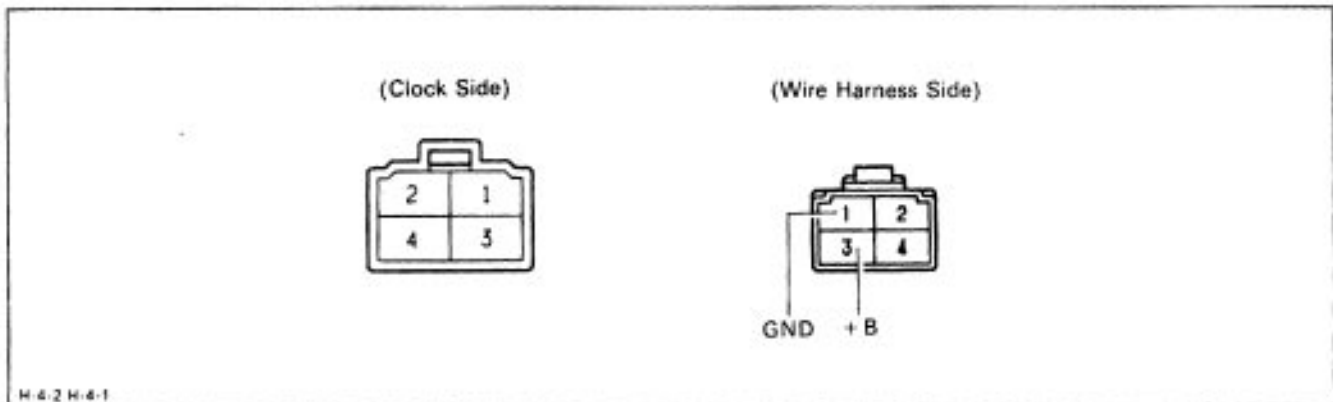 (Clock Side) (Wire Harness Side)
2 1 1 2
4 3 3 4
GND + B
H-4-2 H-4-1